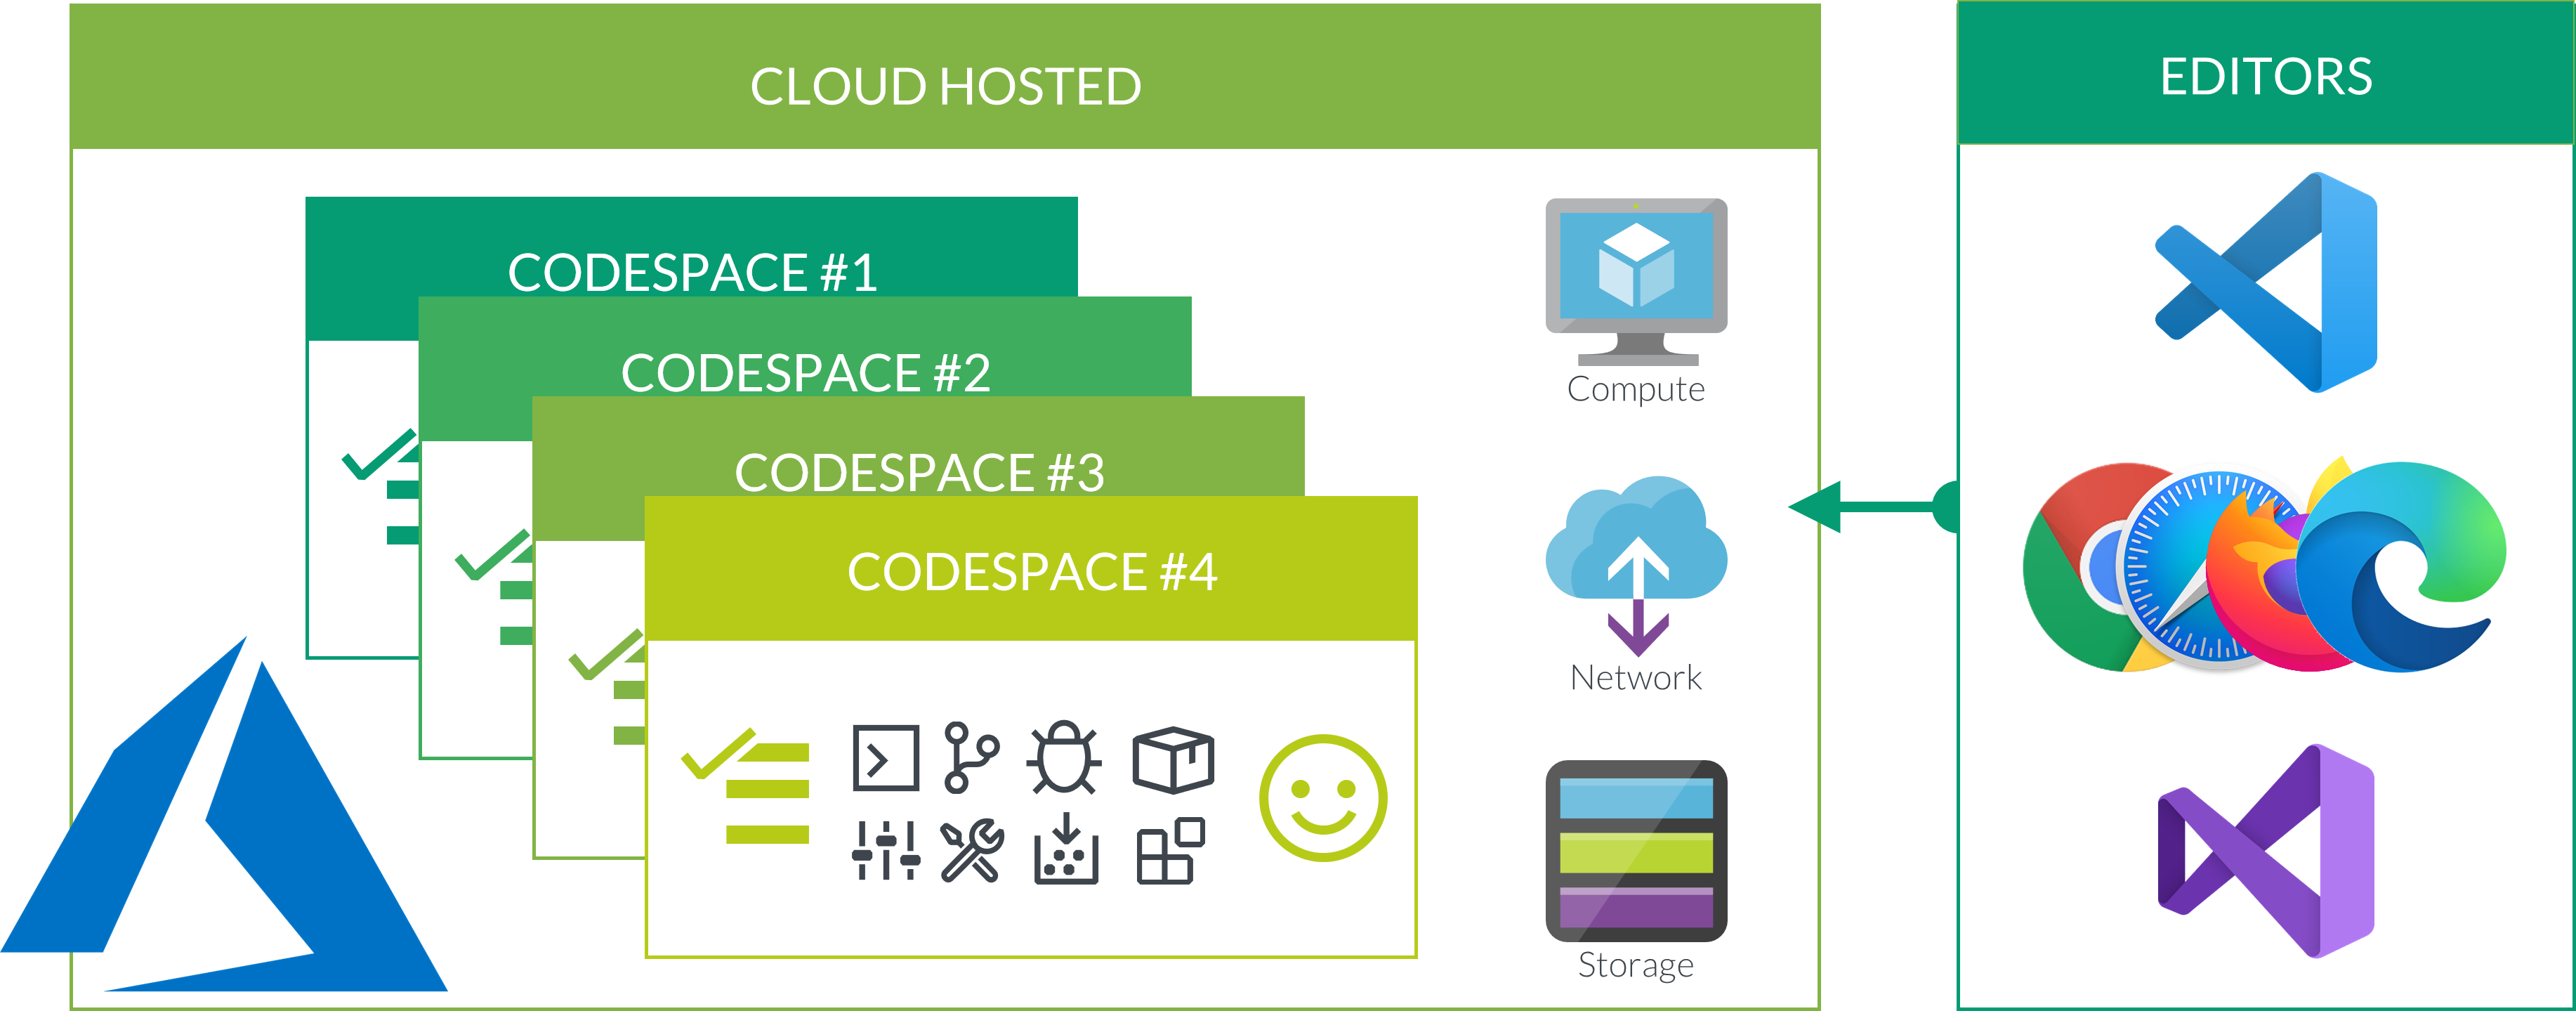 CLOUD HOSTED
EDITORS
CODESPACE #1
CODESPACE #2
CODESPACE #3
CODESPACE #4
Compute
Network
Storage